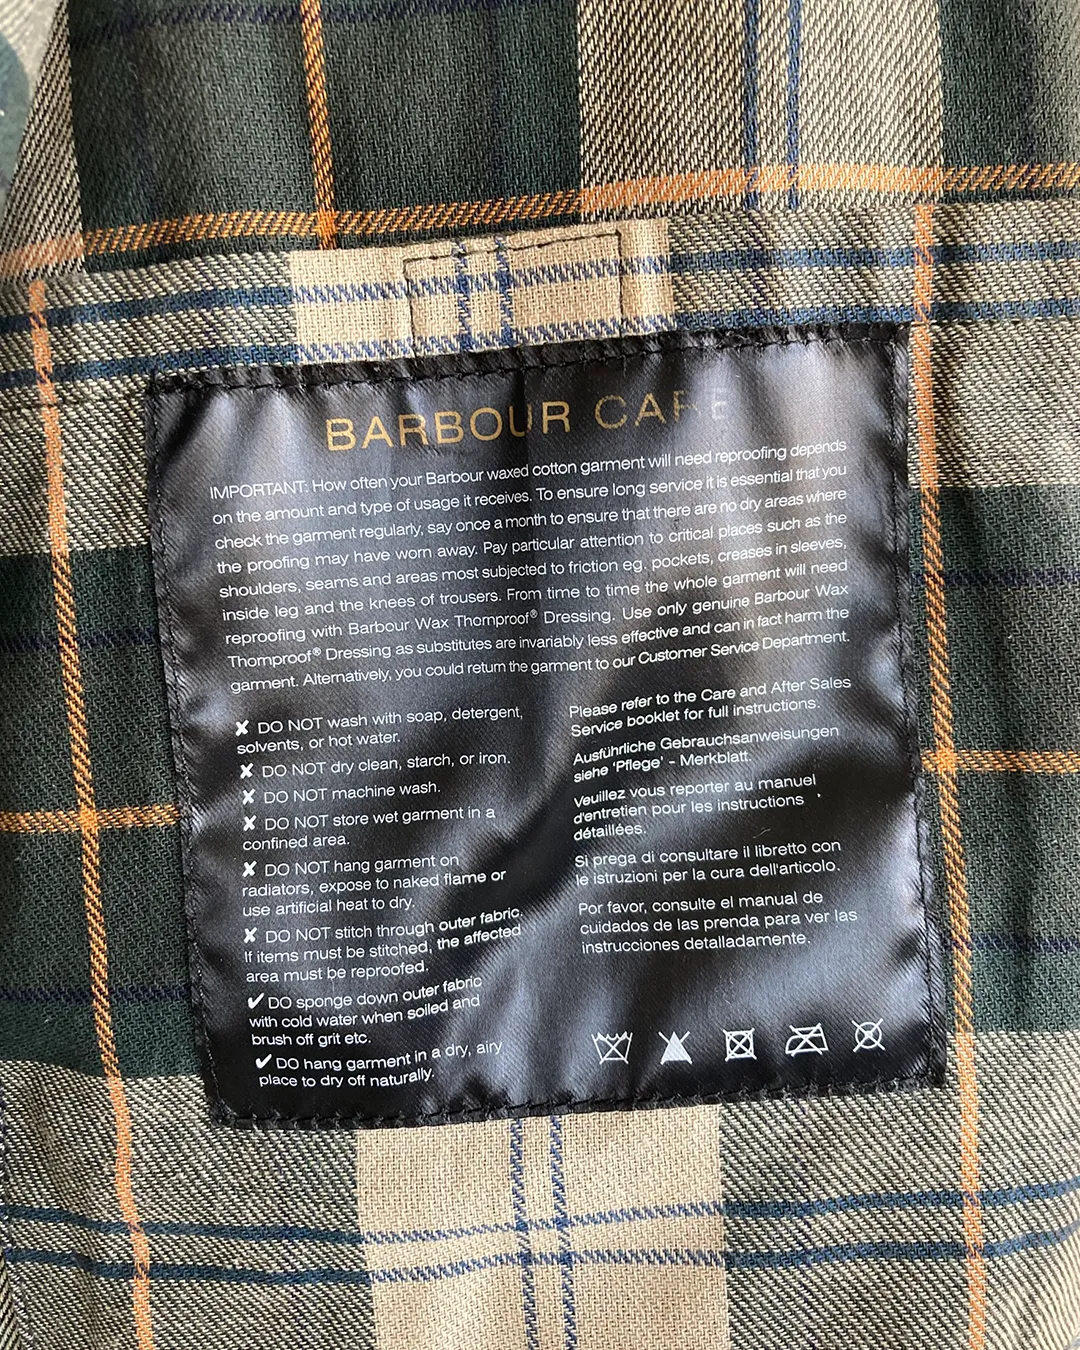 BARBOUR CARE
IMPORTANT: How often your Barbour waxed cotton garment will need reproofing depends
on the amount and type of usage it receives. To ensure long service it is essential that you
check the garment regularly, say once a month to ensure that there are no dry areas where
the proofing may have worn away. Pay particular attention to critical places such as the
shoulders, seams and areas most subjected to friction eg. pockets, creases in sleeves,
inside leg and the knees of trousers. From time to time the whole garment will need
reproofing with Barbour Wax Thornproof® Dressing. Use only genuine Barbour Wax
Thornproof® Dressing as substitutes are invariably less effective and can in fact harm the
garment. Alternatively, you could return the garment to our Customer Service Department.
✘ DO NOT wash with soap, detergent,
solvents, or hot water.
✘ DO NOT dry clean, starch, or iron.
✘ DO NOT machine wash.
✘ DO NOT store wet garment in a
confined area.
✘ DO NOT hang garment on
radiators, expose to naked flame or
use artificial heat to dry.
✘ DO NOT stitch through outer fabric.
If items must be stitched, the affected
area must be reproofed.
✔ DO sponge down outer fabric
with cold water when soiled and
brush off grit etc.
✔ DO hang garment in a dry, airy
place to dry off naturally.
Please refer to the Care and After Sales
Service booklet for full instructions.
Ausführliche Gebrauchsanweisungen
siehe 'Pflege' - Merkblatt.
Veuillez vous reporter au manuel
d'entretien pour les instructions
détaillées.
Si prega di consultare il libretto con
le istruzioni per la cura dell'articolo.
Por favor, consulte el manual de
cuidados de las prenda para ver las
instrucciones detalladamente.